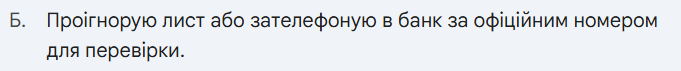 Б. Проігнорую лист або зателефоную в банк за офіційним номером
для перевірки.